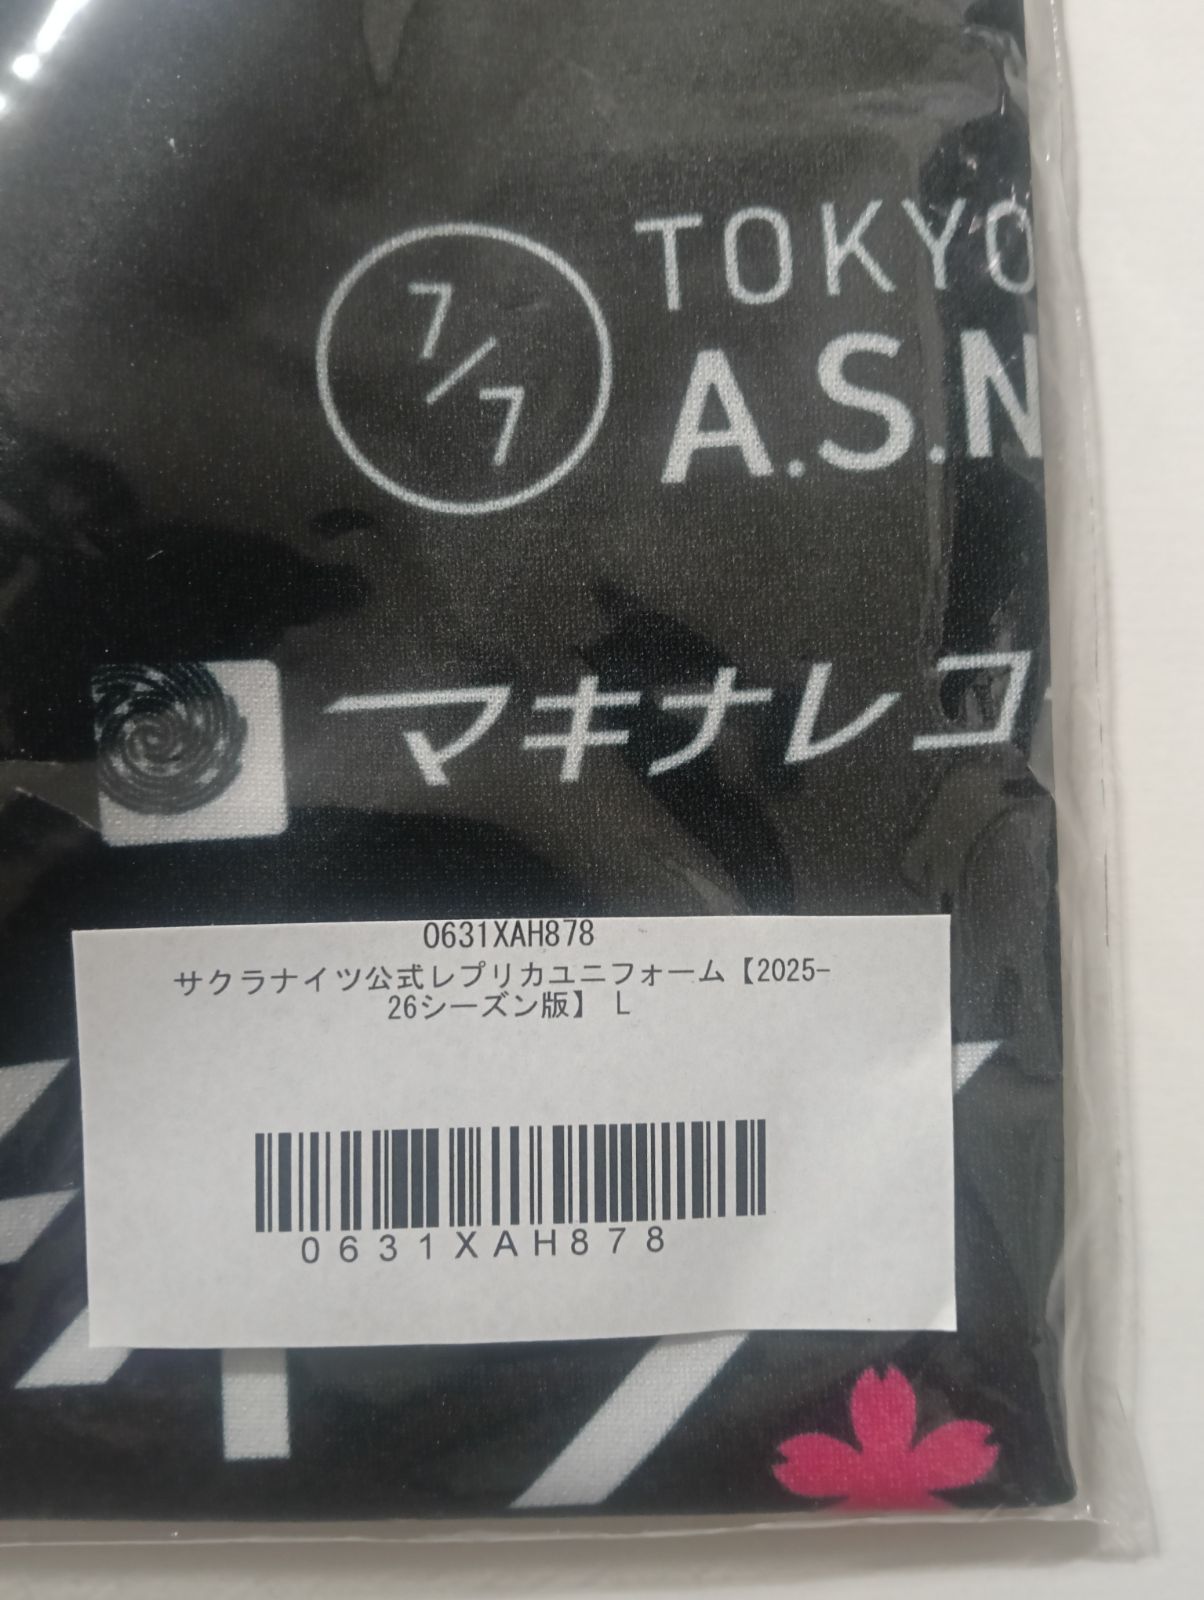 7/7
TOKYO
A.S.N
マキナレコ
0631XAH878
サクラナイツ公式レプリカユニフォーム【2025-
26シーズン版】 L
0631XAH878